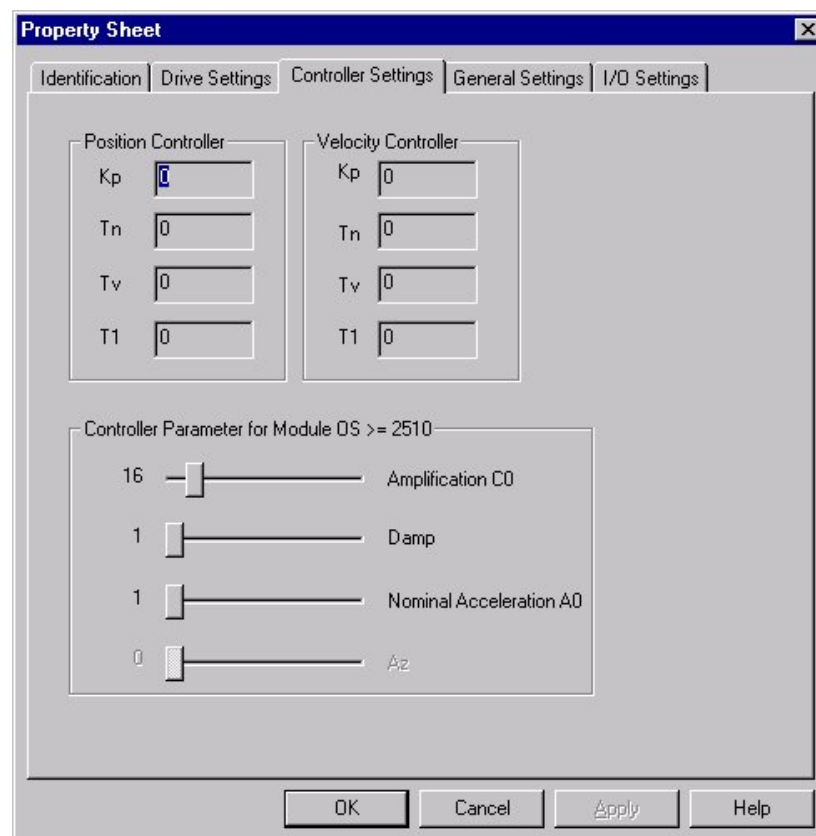 Property Sheet
Identification Drive Settings Controller Settings General Settings I/O Settings
Position Controller
Kp 0
Tn 0
Tv 0
T1 0
Velocity Controller
Kp 0
Tn 0
Tv 0
T1 0
Controller Parameter for Module OS >= 2510
16 Amplification C0
1 Damp
1 Nominal Acceleration A0
0 Az
OK Cancel Apply Help